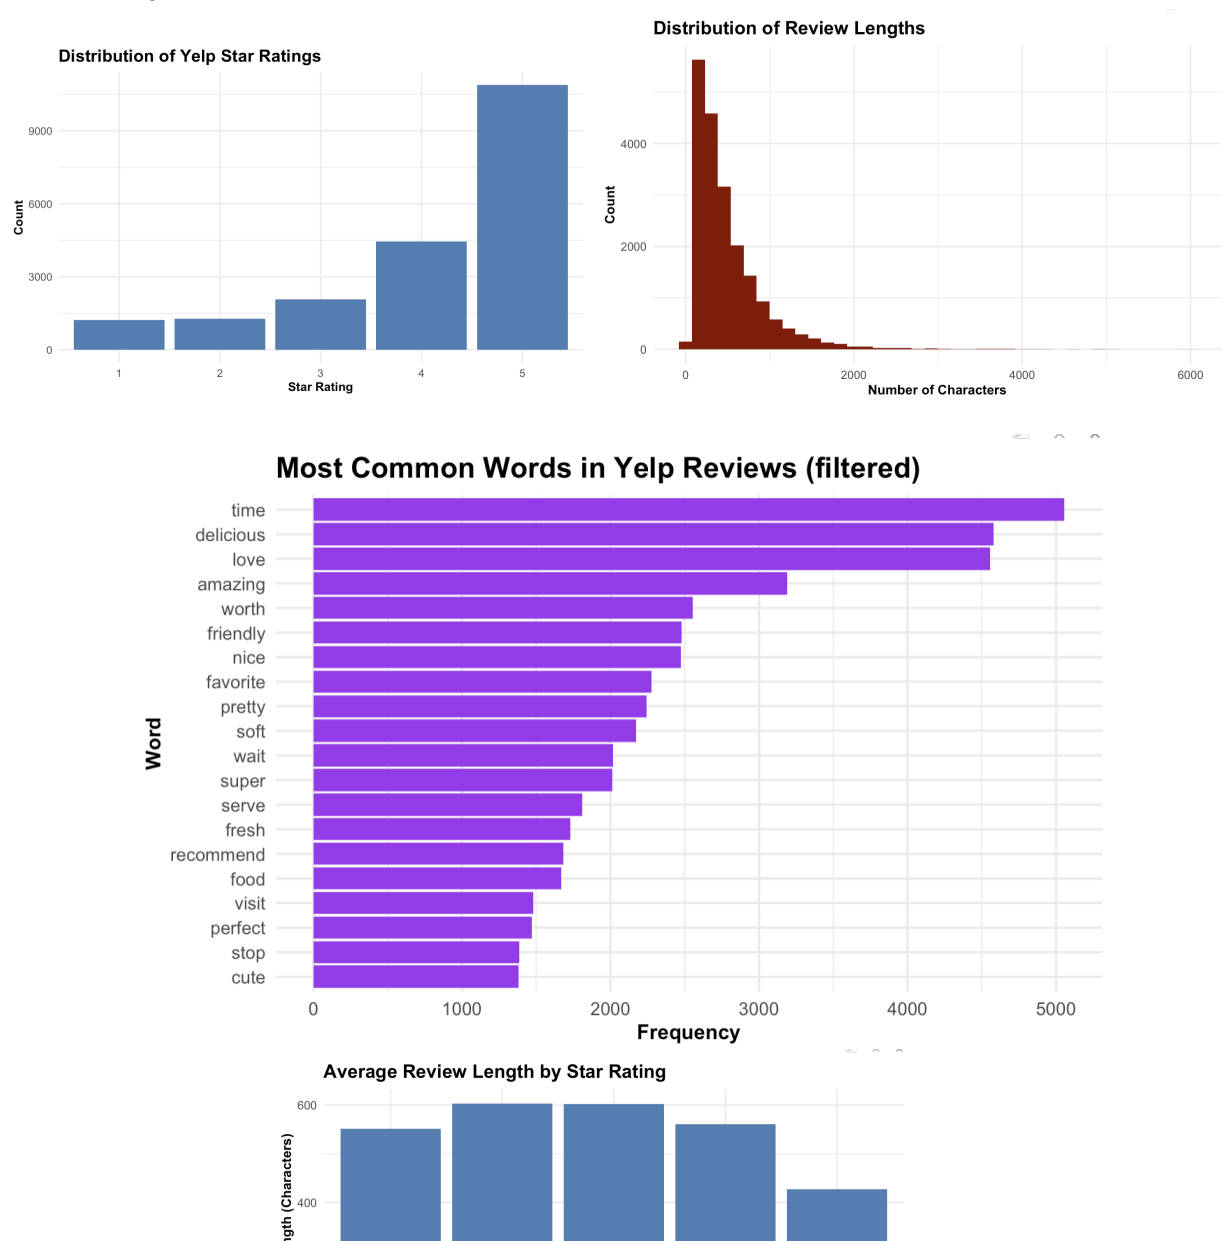 Distribution of Yelp Star Ratings
Count
9000
6000
3000
0
1 2 3 4 5
Star Rating
Distribution of Review Lengths
Count
4000
2000
0
0 2000 4000 6000
Number of Characters
Most Common Words in Yelp Reviews (filtered)
Word
time
delicious
love
amazing
worth
friendly
nice
favorite
pretty
soft
wait
super
serve
fresh
recommend
food
visit
perfect
stop
cute
0 1000 2000 3000 4000 5000
Frequency
Average Review Length by Star Rating
600
400
ngth (Characters)